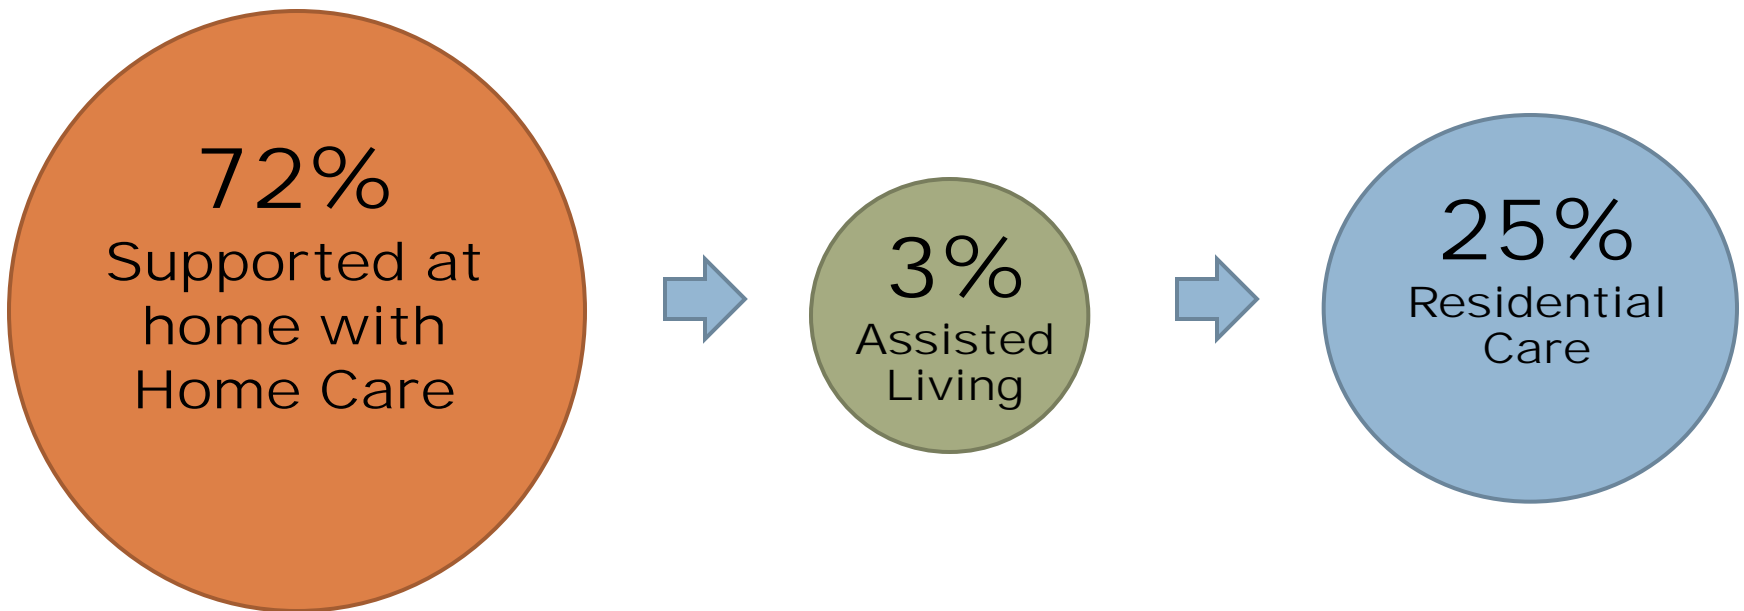 72%
Supported at
home with
Home Care
3%
Assisted
Living
25%
Residential
Care